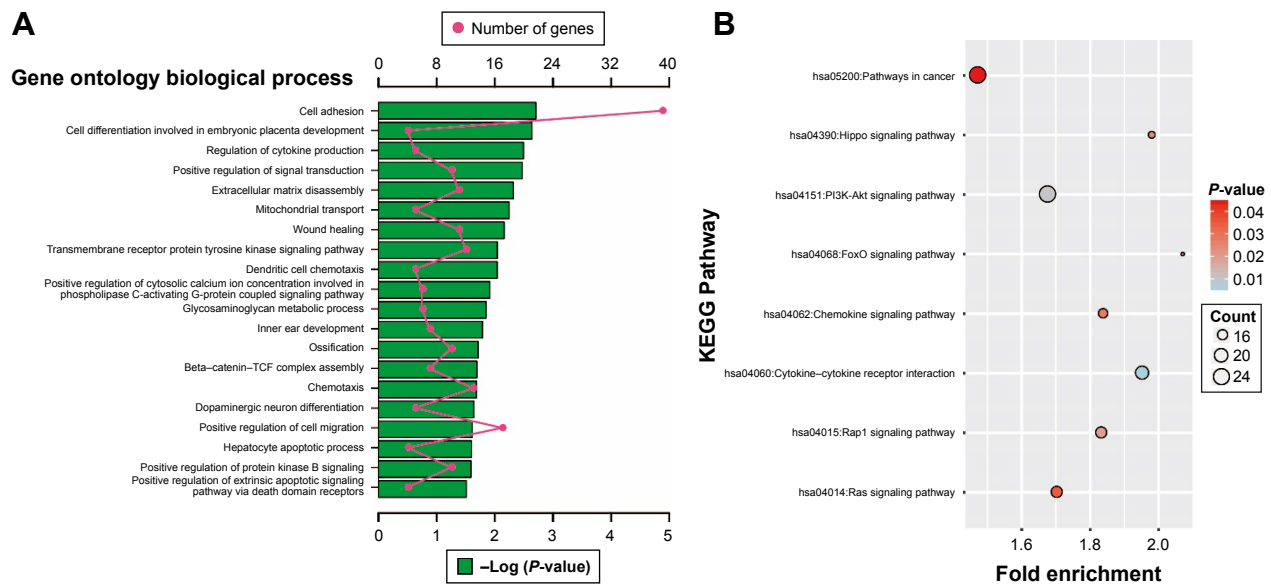 A
Number of genes
0 8 12 16 24 32 40
Gene ontology biological process
Cell adhesion
Cell differentiation involved in embryonic placenta development
Regulation of cytokine production
Positive regulation of signal transduction
Extracellular matrix disassembly
Mitochondrial transport
Wound healing
Transmembrane receptor protein tyrosine kinase signaling pathway
Dendritic cell chemotaxis
Positive regulation of cytosolic calcium ion concentration involved in
phospholipase C-activating G-protein coupled signaling pathway
Glycosaminoglycan metabolic process
Inner ear development
Ossification
Beta–catenin–TCF complex assembly
Chemotaxis
Dopaminergic neuron differentiation
Positive regulation of cell migration
Hepatocyte apoptotic process
Positive regulation of protein kinase B signaling
Positive regulation of extrinsic apoptotic signaling
pathway via death domain receptors
0 1 2 3 4 5
–Log (P-value)
B
KEGG Pathway
hsa05200:Pathways in cancer
hsa04390:Hippo signaling pathway
hsa04151:PI3K-Akt signaling pathway
hsa04068:FoxO signaling pathway
hsa04062:Chemokine signaling pathway
hsa04060:Cytokine–cytokine receptor interaction
hsa04015:Rap1 signaling pathway
hsa04014:Ras signaling pathway
1.6 1.8 2.0
Fold enrichment
P-value
0.04
0.03
0.02
0.01
Count
16
20
24